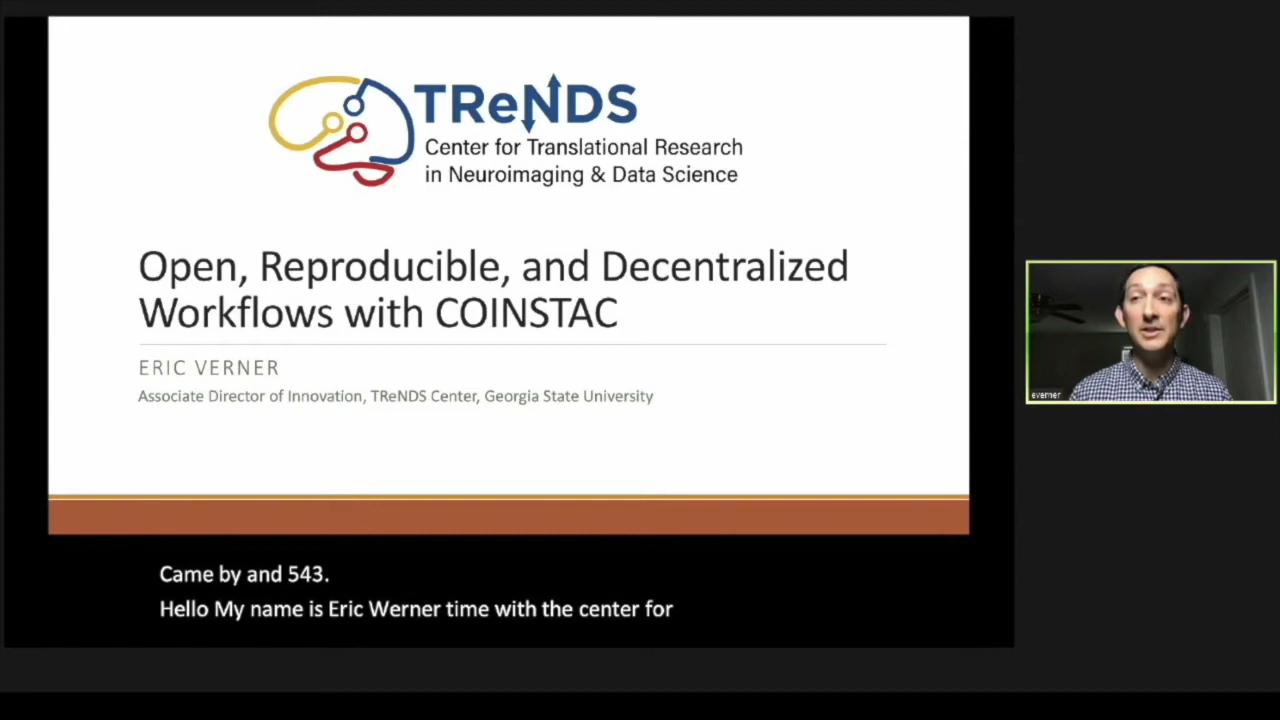 TReNDS
Center for Translational Research
in Neuroimaging & Data Science
Open, Reproducible, and Decentralized
Workflows with COINSTAC
ERIC VERNER
Associate Director of Innovation, TReNDS Center, Georgia State University
everner
Came by and 543.
Hello My name is Eric Werner time with the center for